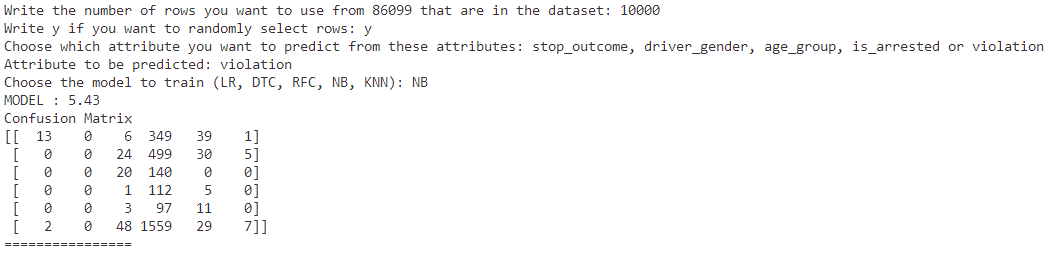 Write the number of rows you want to use from 86099 that are in the dataset: 10000
Write y if you want to randomly select rows: y
Choose which attribute you want to predict from these attributes: stop_outcome, driver_gender, age_group, is_arrested or violation
Attribute to be predicted: violation
Choose the model to train (LR, DTC, RFC, NB, KNN): NB
MODEL : 5.43
Confusion Matrix
[[  13    0    6  349   39    1]
 [   0    0   24  499   30    5]
 [   0    0   20  140    0    0]
 [   0    0    1  112    5    0]
 [   0    0    3   97   11    0]
 [   2    0   48 1559   29    7]]
================